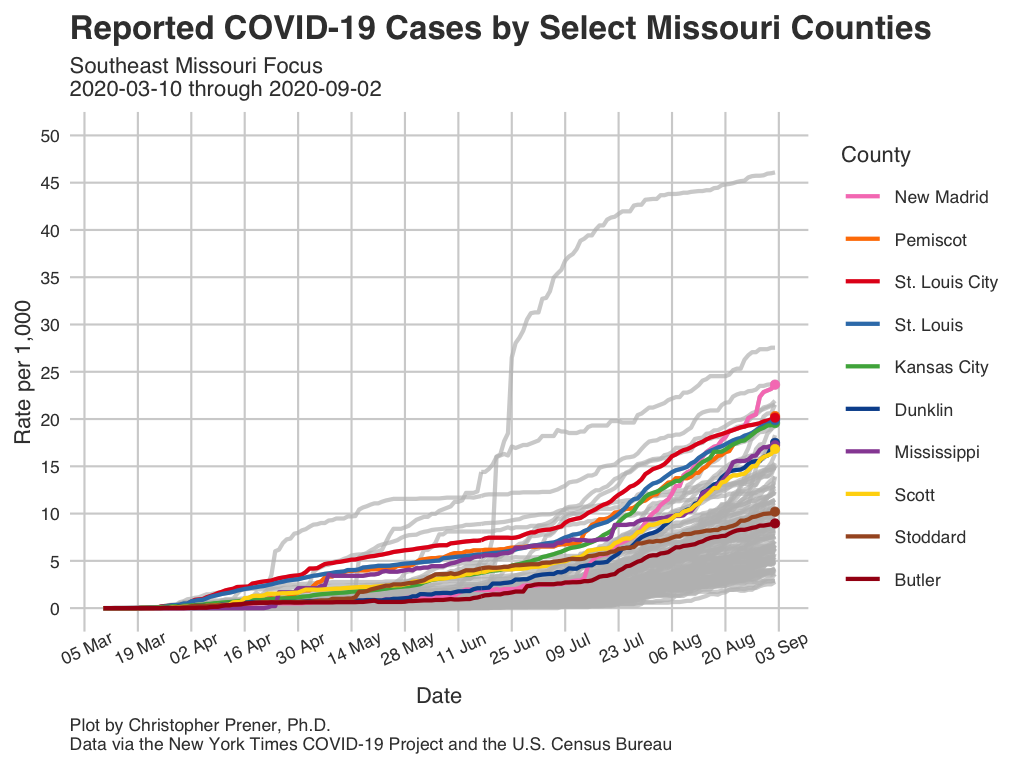 Reported COVID-19 Cases by Select Missouri Counties
Southeast Missouri Focus
2020-03-10 through 2020-09-02
Rate per 1,000
50
45
40
35
30
25
20
15
10
5
0
05 Mar
19 Mar
02 Apr
16 Apr
30 Apr
14 May
28 May
11 Jun
25 Jun
09 Jul
23 Jul
06 Aug
20 Aug
03 Sep
Date
County
New Madrid
Pemiscot
St. Louis City
St. Louis
Kansas City
Dunklin
Mississippi
Scott
Stoddard
Butler
Plot by Christopher Prener, Ph.D.
Data via the New York Times COVID-19 Project and the U.S. Census Bureau